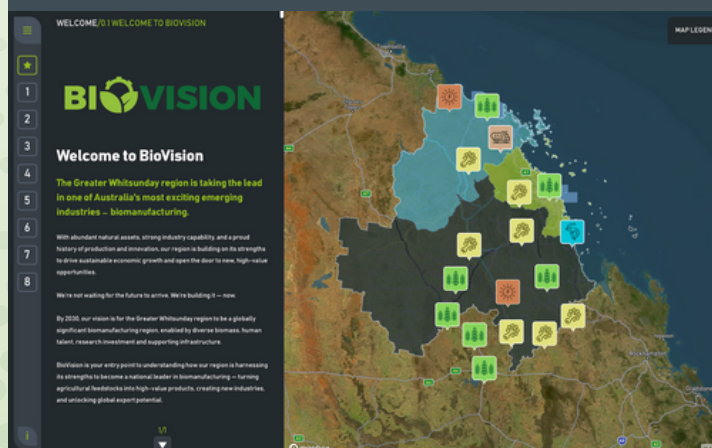 WELCOME/0.1 WELCOME TO BIOVISION
MAP LEGEN
1
2
3
4
5
6
7
8
i
BIOVISION
Welcome to BioVision
The Greater Whitsunday region is taking the lead
in one of Australia's most exciting emerging
industries – biomanufacturing.
With abundant natural assets, strong industry capability, and a proud
history of production and innovation, our region is building on its strengths
to drive sustainable economic growth and open the door to new, high-value
opportunities.
We're not waiting for the future to arrive. We're building it — now.
By 2030, our vision is for the Greater Whitsunday region to be a globally
significant biomanufacturing region, enabled by diverse biomass, human
talent, research investment and supporting infrastructure.
BioVision is your entry point to understanding how our region is harnessing
its strengths to become a national leader in biomanufacturing — turning
agricultural feedstocks into high-value products, creating new industries,
and unlocking global export potential.
1/1
Townsville
Rockhampton
Gladstone